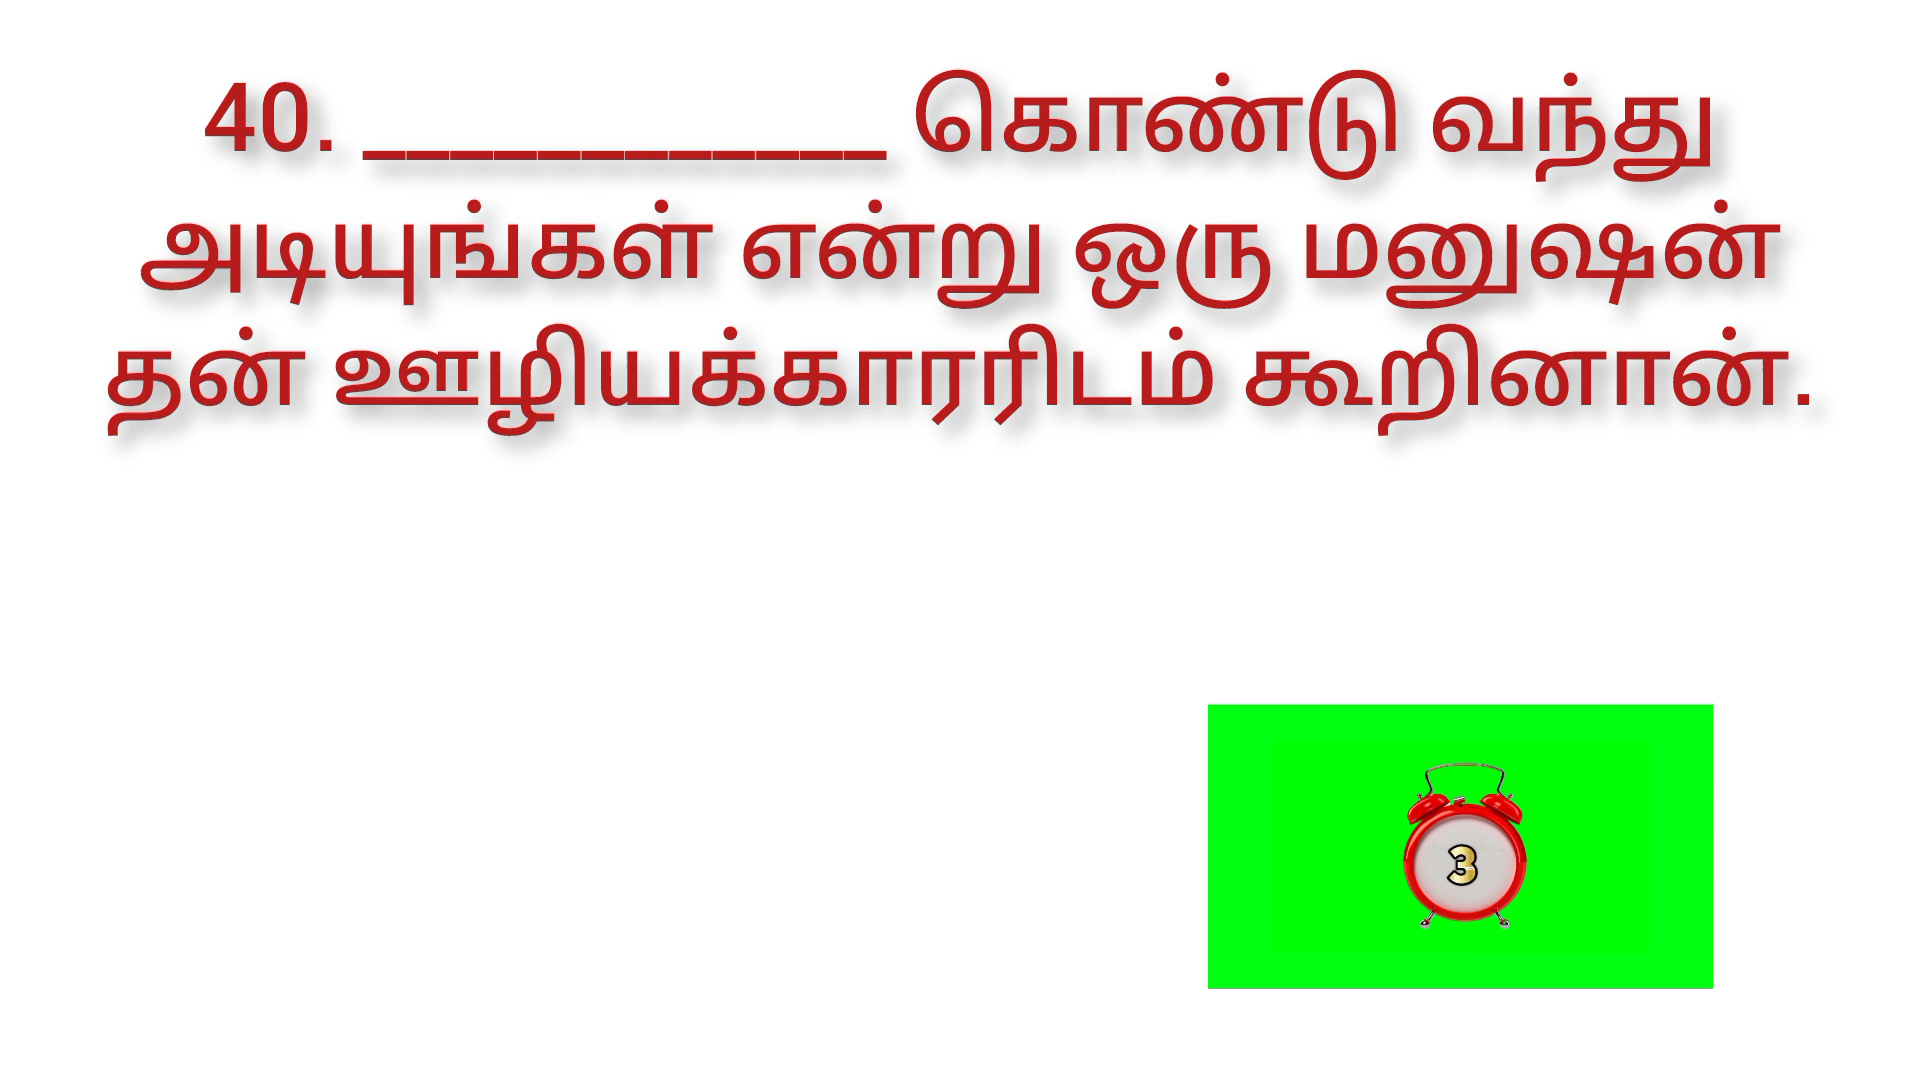 40. ____________ கொண்டு வந்து
அடியுங்கள் என்று ஒரு மனுஷன்
தன் ஊழியக்காரரிடம் கூறினான்.
3